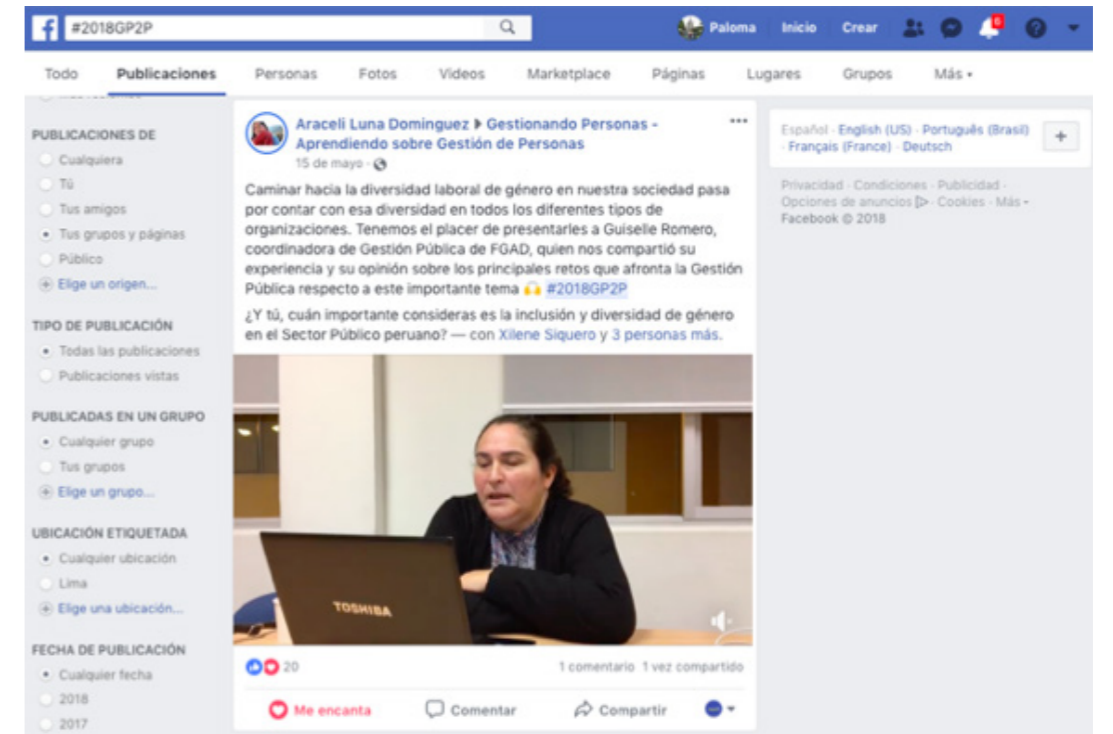 #2018GP2P
Paloma Inicio Crear
6
Todo Publicaciones Personas Fotos Videos Marketplace Páginas Lugares Grupos Más
PUBLICACIONES DE
Cualquiera
Tú
Tus amigos
Tus grupos y páginas
Público
Elige un origen...
TIPO DE PUBLICACIÓN
Todas las publicaciones
Publicaciones vistas
PUBLICADAS EN UN GRUPO
Cualquier grupo
Tus grupos
Elige un grupo...
UBICACIÓN ETIQUETADA
Cualquier ubicación
Lima
Elige una ubicación...
FECHA DE PUBLICACIÓN
Cualquier fecha
2018
2017
Araceli Luna Dominguez ▸ Gestionando Personas -
Aprendiendo sobre Gestión de Personas
15 de mayo ·
Caminar hacia la diversidad laboral de género en nuestra sociedad pasa
por contar con esa diversidad en todos los diferentes tipos de
organizaciones. Tenemos el placer de presentarles a Guiselle Romero,
coordinadora de Gestión Pública de FGAD, quien nos compartió su
experiencia y su opinión sobre los principales retos que afronta la Gestión
Pública respecto a este importante tema 🙌 #2018GP2P
¿Y tú, cuán importante consideras es la inclusión y diversidad de género
en el Sector Público peruano? — con Xilene Siquero y 3 personas más.
TOSHIBA
20
1 comentario 1 vez compartido
Me encanta Comentar Compartir
Español · English (US) · Português (Brasil)
· Français (France) · Deutsch
Privacidad · Condiciones · Publicidad ·
Opciones de anuncios · Cookies · Más
Facebook © 2018